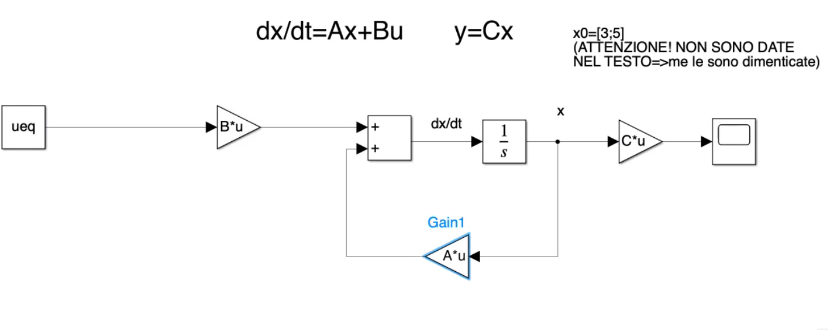 dx/dt=Ax+Bu y=Cx
x0=[3;5]
(ATTENZIONE! NON SONO DATE
NEL TESTO=>me le sono dimenticate)
ueq
B*u
+
+
dx/dt
1
s
x
C*u
Gain1
A*u